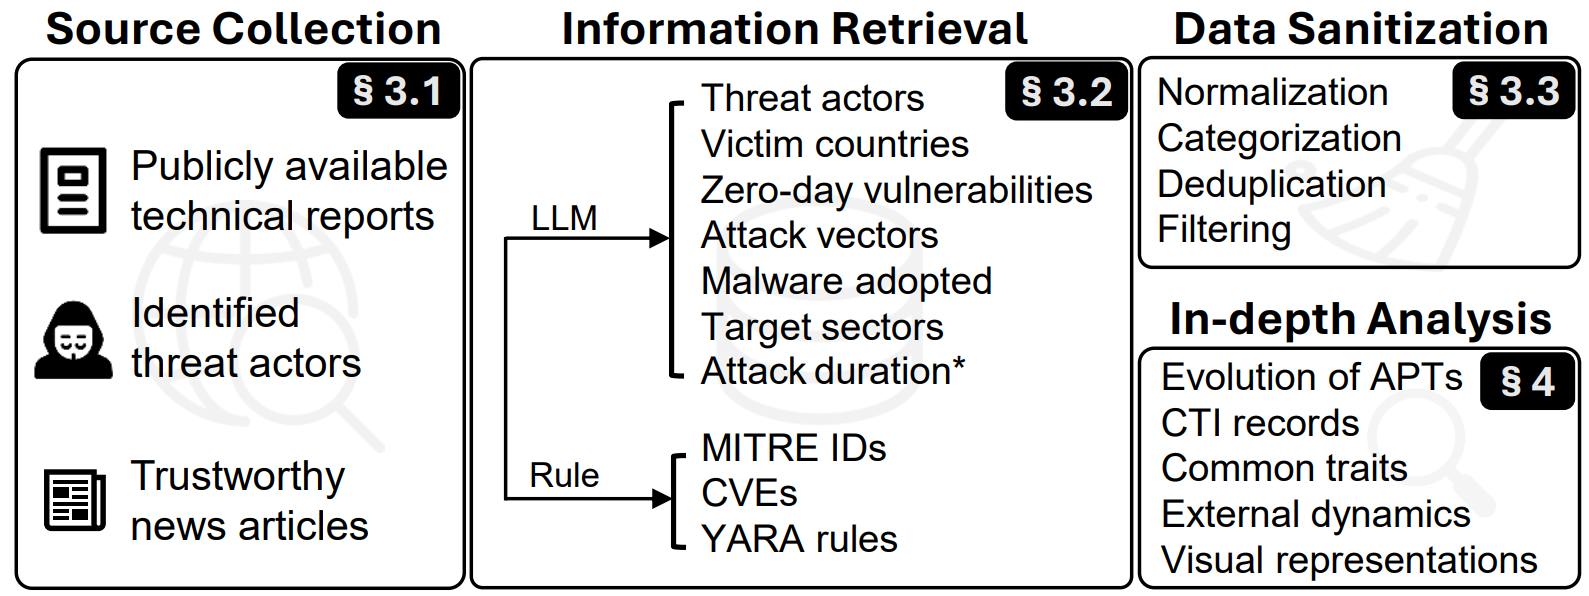 Source Collection
§ 3.1
Publicly available
technical reports
Identified
threat actors
Trustworthy
news articles
Information Retrieval
§ 3.2
LLM
Threat actors
Victim countries
Zero-day vulnerabilities
Attack vectors
Malware adopted
Target sectors
Attack duration*
Rule
MITRE IDs
CVEs
YARA rules
Data Sanitization
§ 3.3
Normalization
Categorization
Deduplication
Filtering
In-depth Analysis
§ 4
Evolution of APTs
CTI records
Common traits
External dynamics
Visual representations